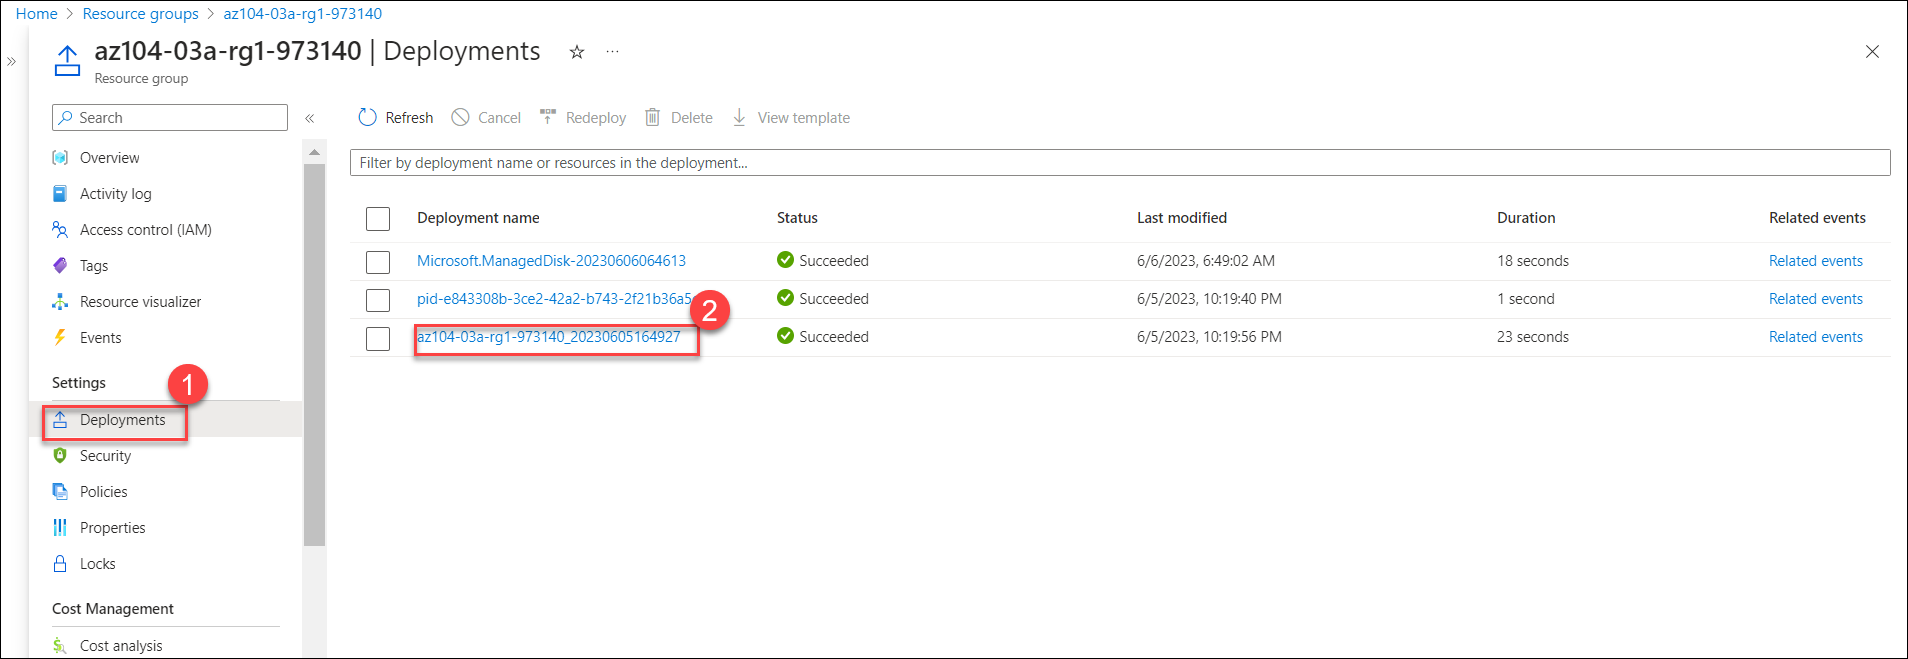 Home > Resource groups > az104-03a-rg1-973140
az104-03a-rg1-973140 | Deployments
Resource group
Search
Refresh Cancel Redeploy Delete View template
Filter by deployment name or resources in the deployment...
Overview
Activity log
Access control (IAM)
Tags
Resource visualizer
Events
Settings
1
Deployments
Security
Policies
Properties
Locks
Cost Management
Cost analysis
Deployment name Status Last modified Duration Related events
Microsoft.ManagedDisk-20230606064613 Succeeded 6/6/2023, 6:49:02 AM 18 seconds Related events
pid-e843308b-3ce2-42a2-b743-2f21b36a5 Succeeded 6/5/2023, 10:19:40 PM 1 second Related events
2
az104-03a-rg1-973140_20230605164927 Succeeded 6/5/2023, 10:19:56 PM 23 seconds Related events